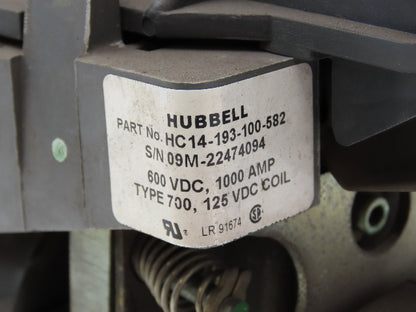 HUBBELL
PART No. HC14-193-100-582
S/N 09M-22474094
600 VDC, 1000 AMP
TYPE 700, 125 VDC COIL
LR 91674